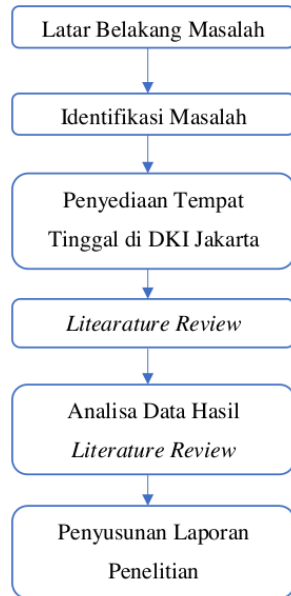 Latar Belakang Masalah
Identifikasi Masalah
Penyediaan Tempat
Tinggal di DKI Jakarta
Litearature Review
Analisa Data Hasil
Literature Review
Penyusunan Laporan
Penelitian